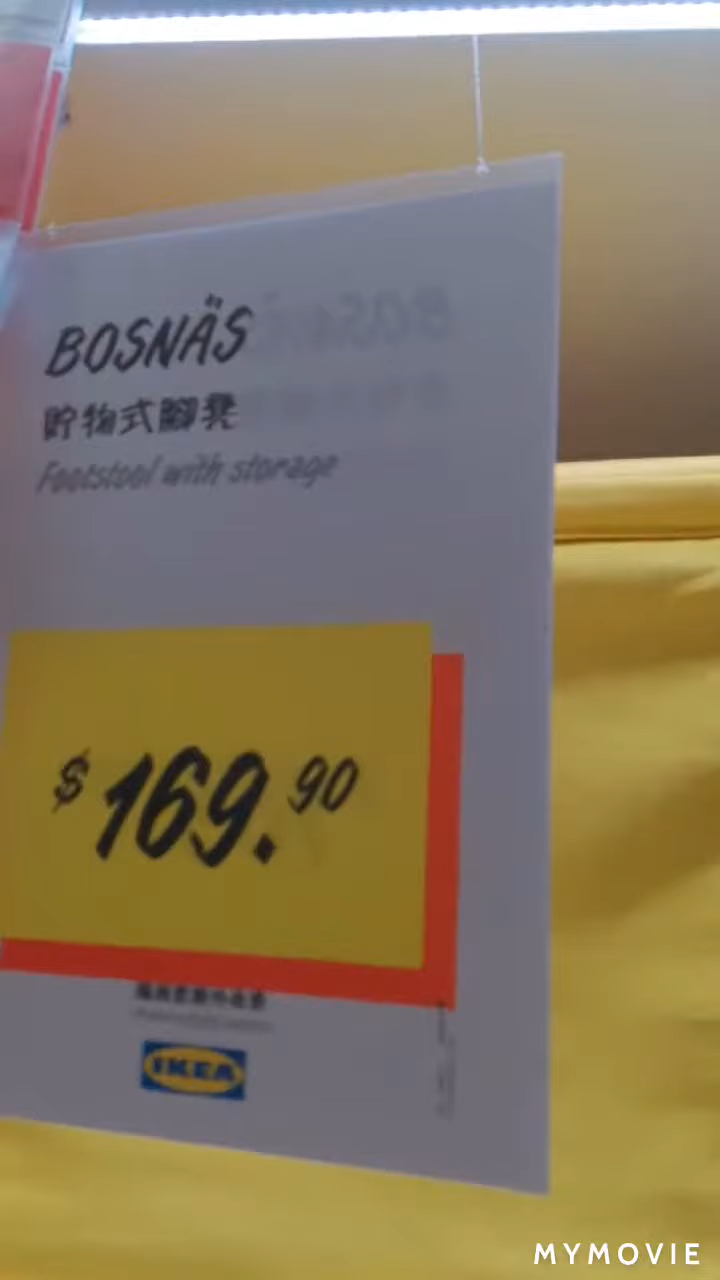 BOSNÄS
貯物式腳凳
Footstool with storage
$169.90
IKEA
MYMOVIE